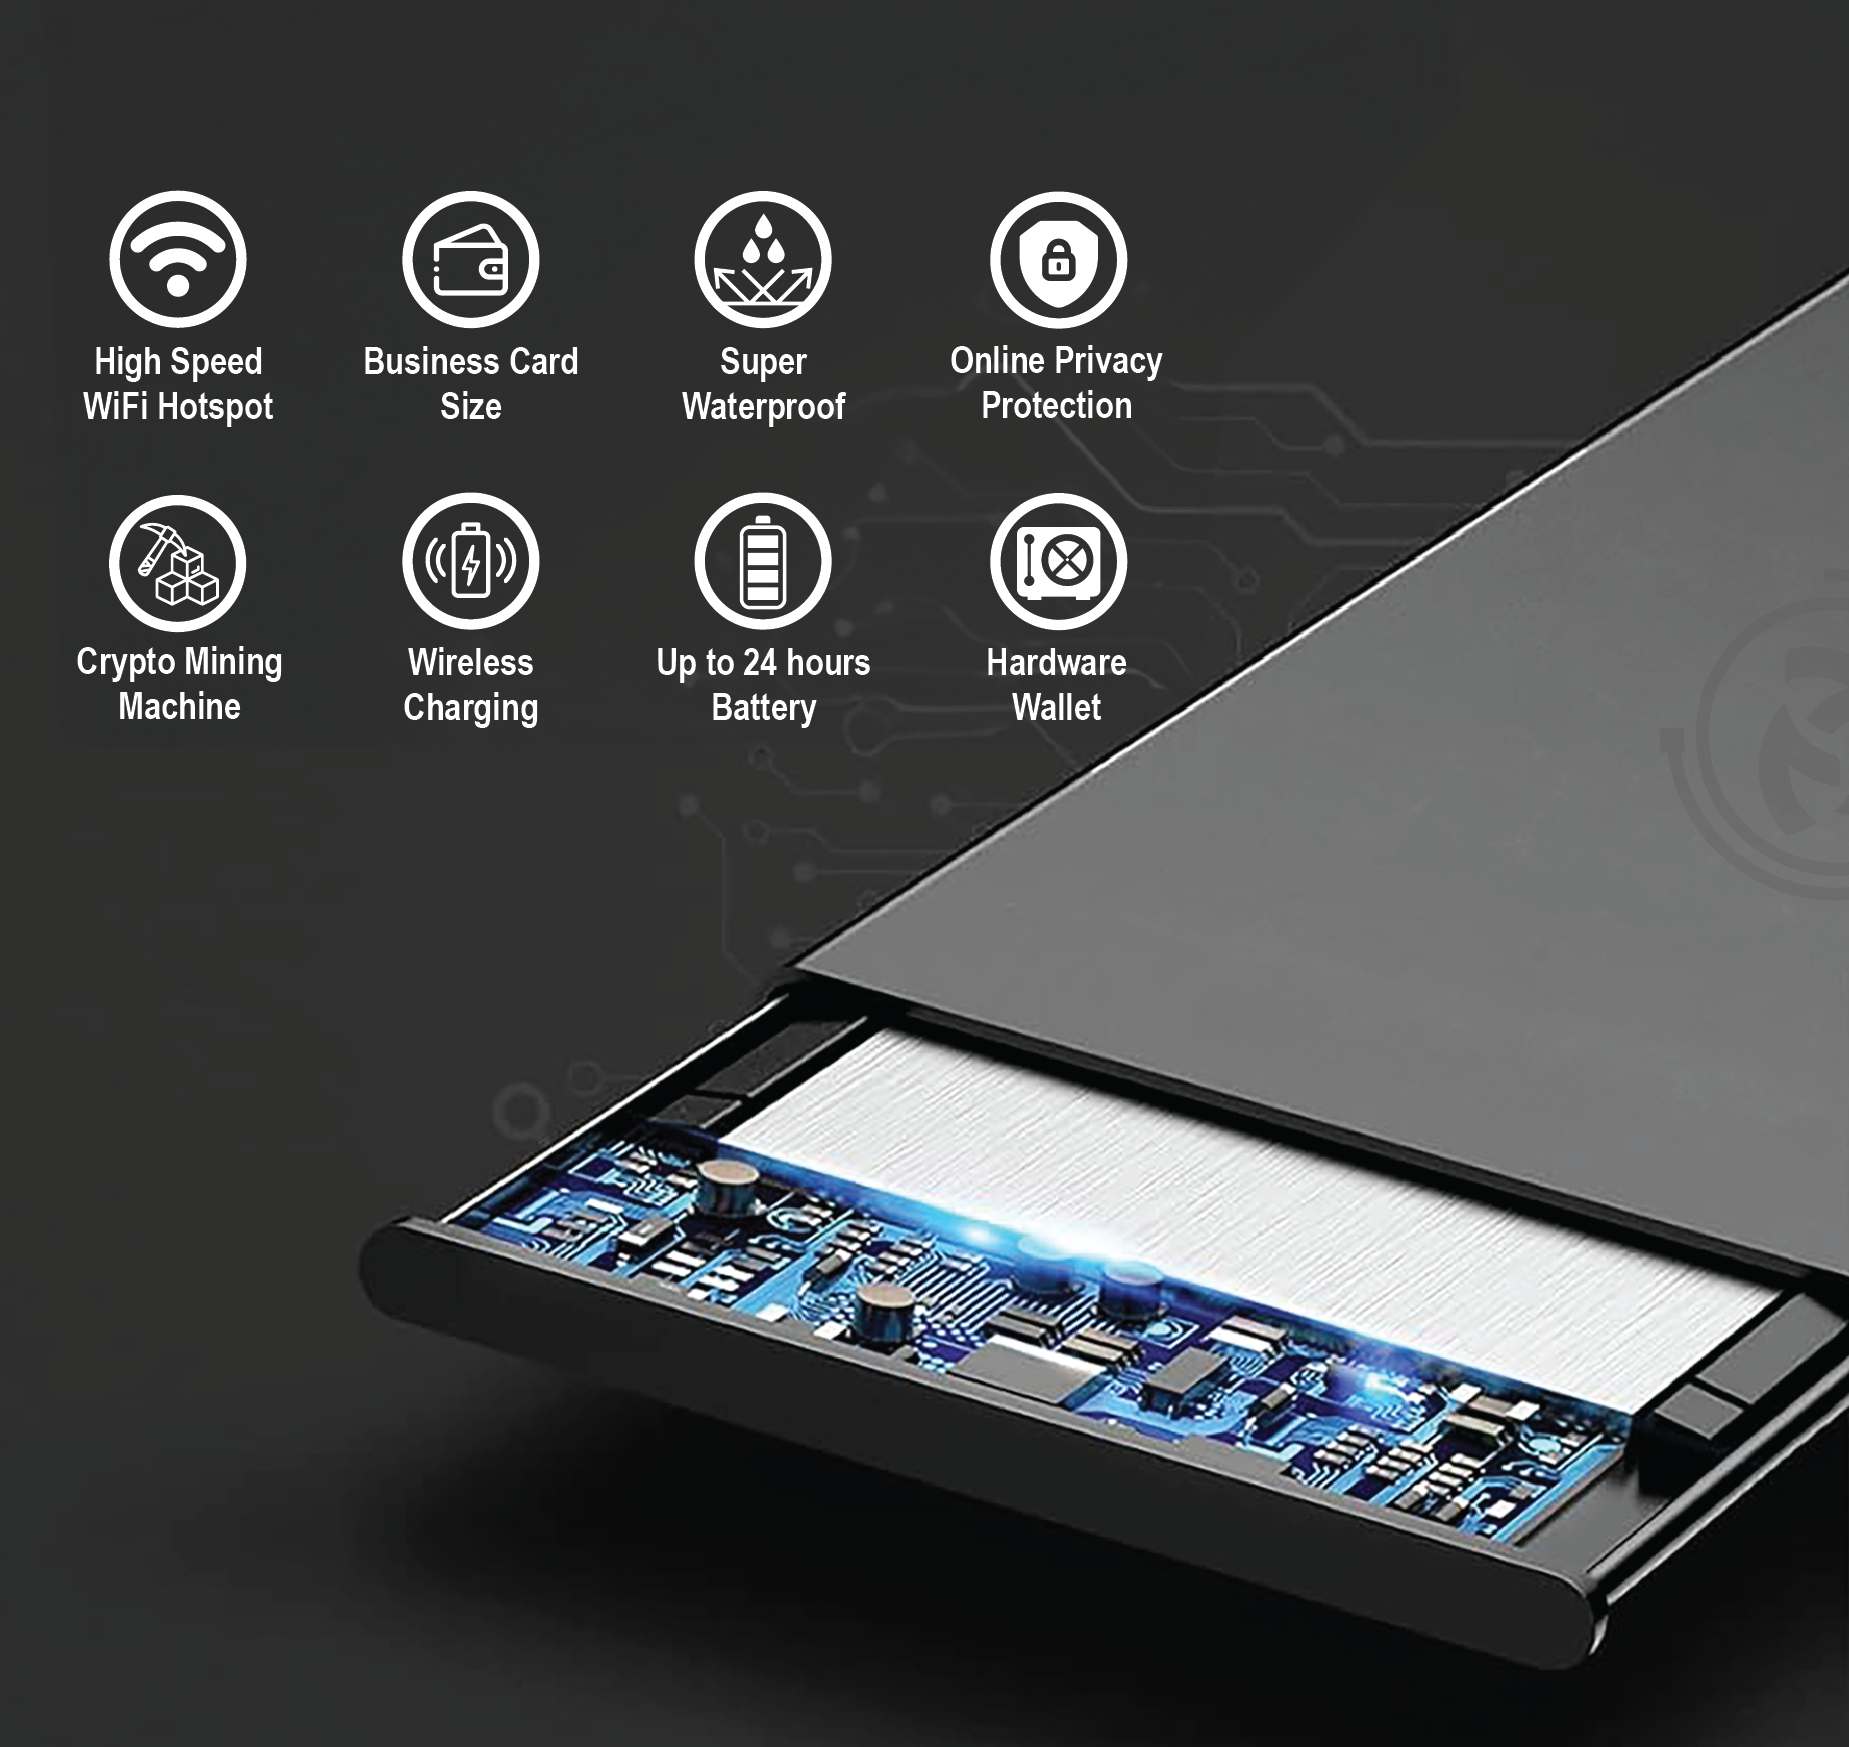 High Speed
WiFi Hotspot
Business Card
Size
Super
Waterproof
Online Privacy
Protection
Crypto Mining
Machine
Wireless
Charging
Up to 24 hours
Battery
Hardware
Wallet